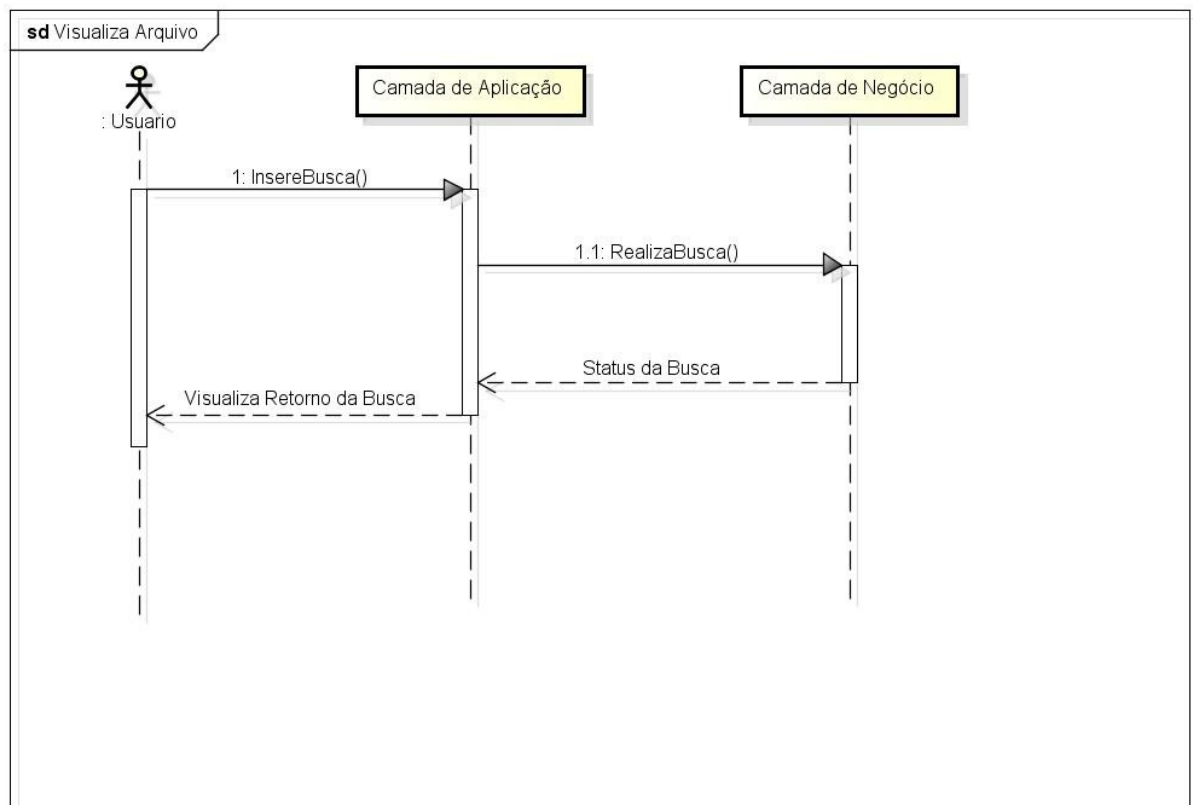 sd Visualiza Arquivo
: Usuario
Camada de Aplicação
Camada de Negócio
1: InsereBusca()
1.1: RealizaBusca()
Status da Busca
Visualiza Retorno da Busca